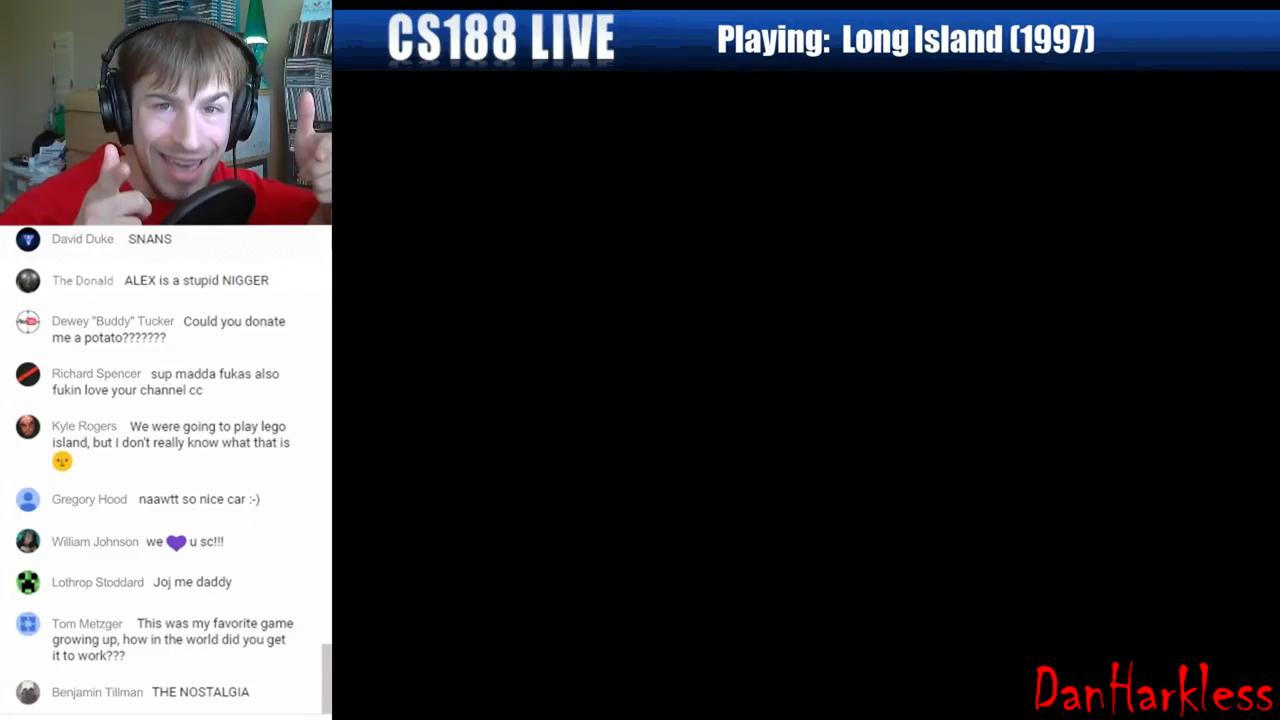 CS188 LIVE
Playing: Long Island (1997)
David Duke SNANS
The Donald ALEX is a stupid NIGGER
Dewey "Buddy" Tucker Could you donate
me a potato???????
Richard Spencer sup madda fukas also
fukin love your channel cc
Kyle Rogers We were going to play lego
island, but I don't really know what that is
Gregory Hood naawtt so nice car :-)
William Johnson we 💜 u sc!!!
Lothrop Stoddard Joj me daddy
Tom Metzger This was my favorite game
growing up, how in the world did you get
it to work???
Benjamin Tillman THE NOSTALGIA
DanHarkless